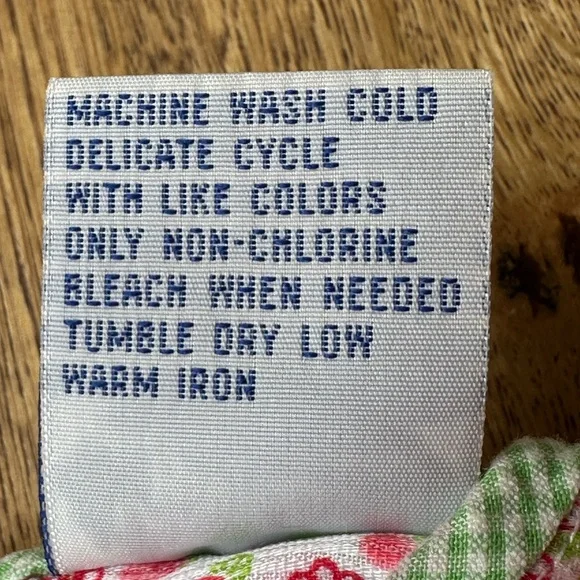 MACHINE WASH COLD
DELICATE CYCLE
WITH LIKE COLORS
ONLY NON-CHLORINE
BLEACH WHEN NEEDED
TUMBLE DRY LOW
WARM IRON